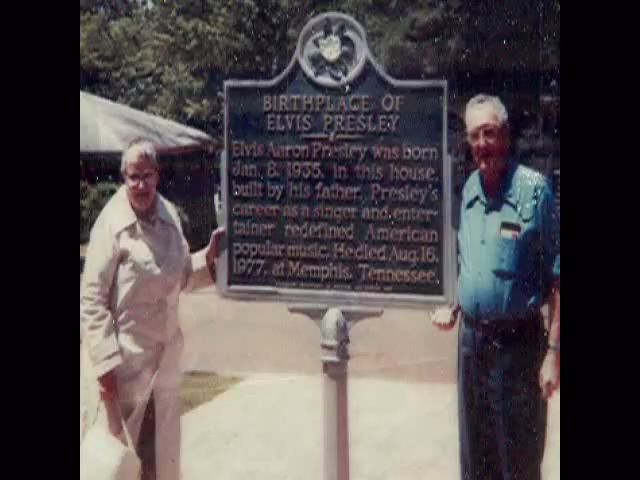 BIRTHPLACE OF
ELVIS PRESLEY
Elvis Aaron Presley was born
Jan. 8, 1935, in this house,
built by his father. Presley's
career as a singer and enter-
tainer redefined American
popular music. He died Aug. 16,
1977, at Memphis, Tennessee.